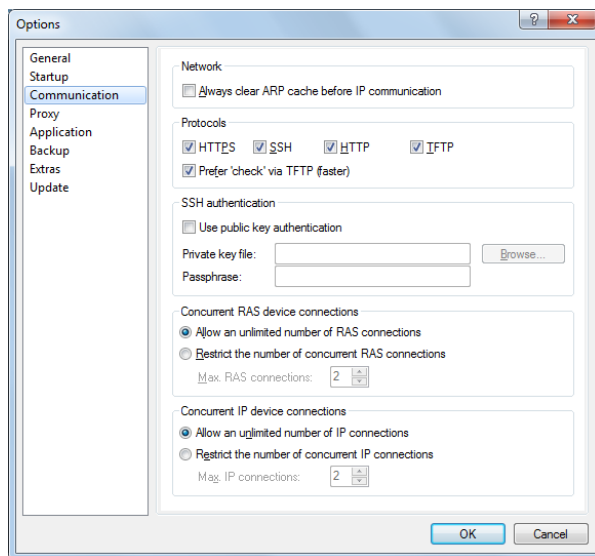 Options
General
Startup
Communication
Proxy
Application
Backup
Extras
Update
Network
Always clear ARP cache before IP communication
Protocols
HTTPS SSH HTTP TFTP
Prefer 'check' via TFTP (faster)
SSH authentication
Use public key authentication
Private key file: Browse...
Passphrase:
Concurrent RAS device connections
Allow an unlimited number of RAS connections
Restrict the number of concurrent RAS connections
Max. RAS connections: 2
Concurrent IP device connections
Allow an unlimited number of IP connections
Restrict the number of concurrent IP connections
Max. IP connections: 2
OK Cancel